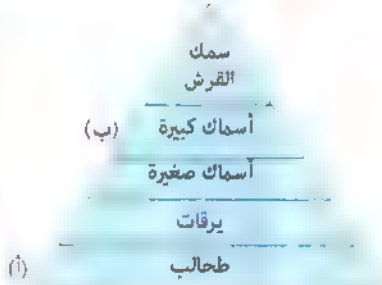 سمك
القرش
أسماك كبيرة (ب)
أسماك صغيرة
يرقات
طحالب (أ)